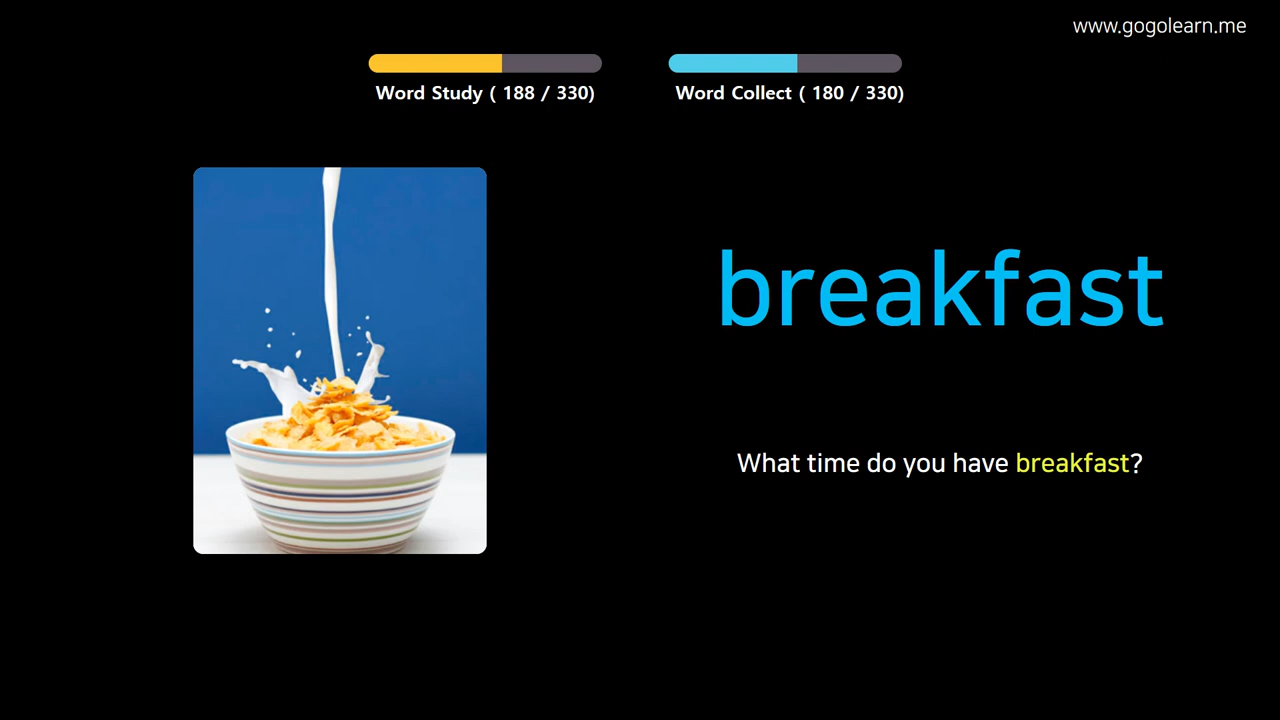 www.gogolearn.me
Word Study ( 188 / 330)
Word Collect ( 180 / 330)
breakfast
What time do you have breakfast?